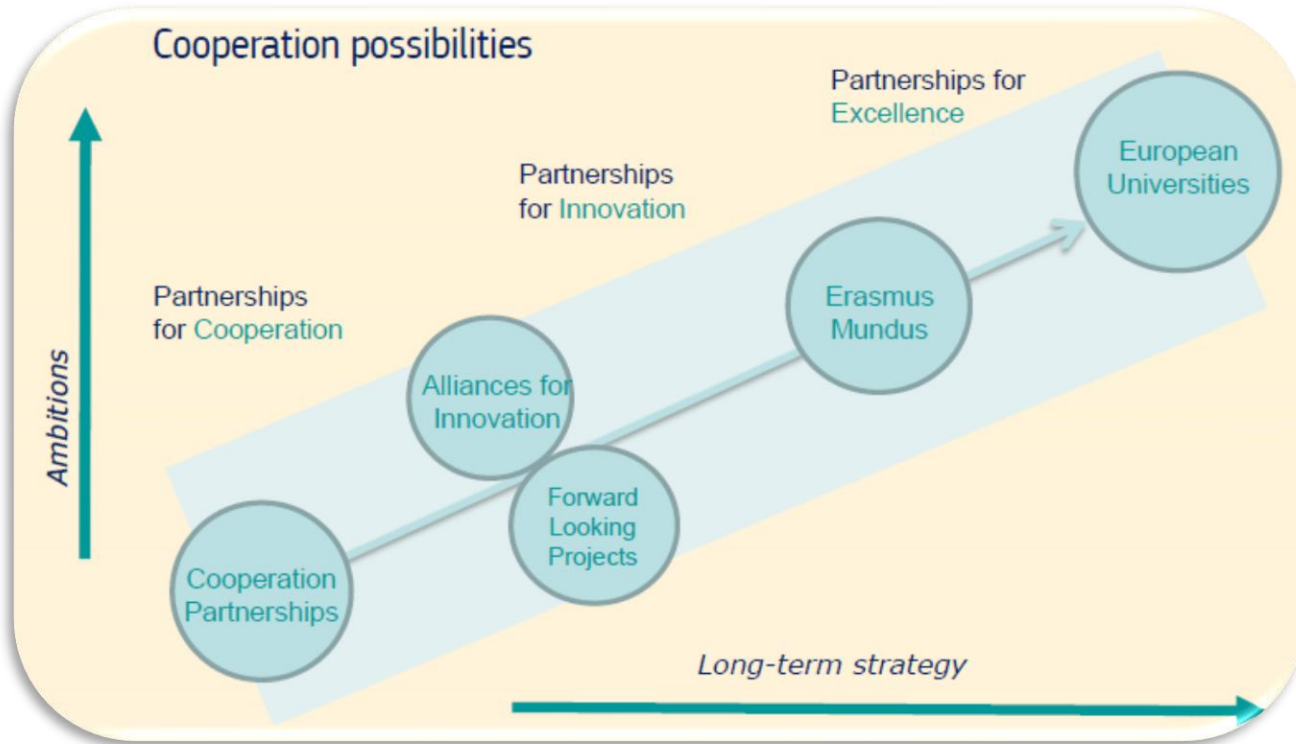 Cooperation possibilities
Partnerships for
Excellence
European
Universities
Partnerships
for Innovation
Erasmus
Mundus
Partnerships
for Cooperation
Alliances for
Innovation
Forward
Looking
Projects
Cooperation
Partnerships
Ambitions
Long-term strategy